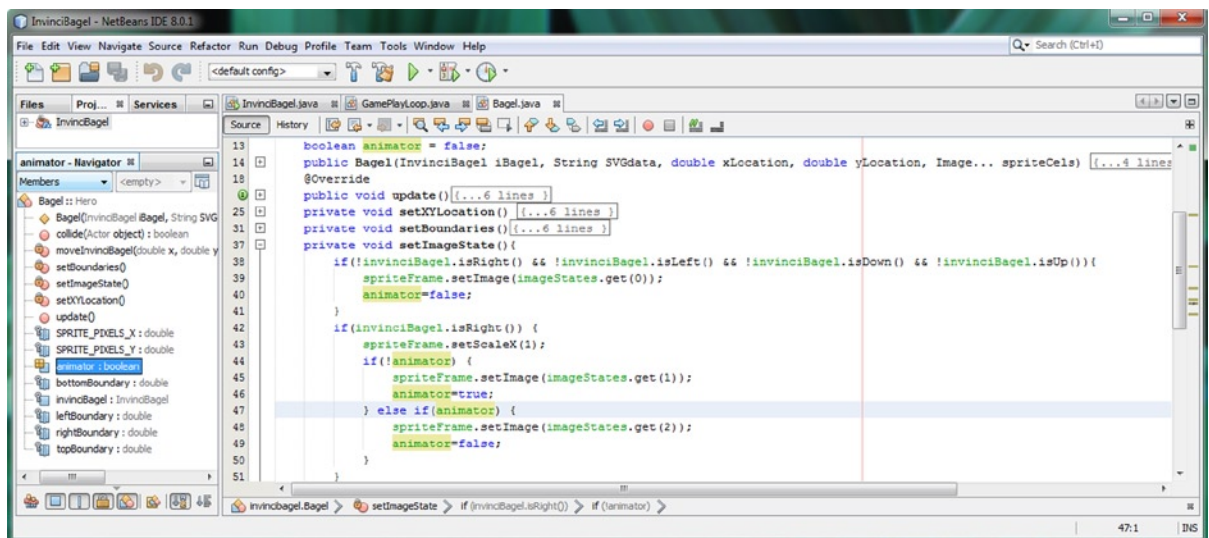 InvinciBagel - NetBeans IDE 8.0.1
File Edit View Navigate Source Refactor Run Debug Profile Team Tools Window Help
Search (Ctrl+I)
<default config>
Files Proj... Services
InvinciBagel.java GamePlayLoop.java Bagel.java
InvinciBagel
Source History
animator - Navigator
Members <empty>
Bagel :: Hero
Bagel(InvinciBagel iBagel, String SVG
collide(Actor object) : boolean
moveInvinciBagel(double x, double y
setBoundaries()
setImageState()
setXYLocation()
update()
SPRITE_PIXELS_X : double
SPRITE_PIXELS_Y : double
animator : boolean
bottomBoundary : double
invinciBagel : InvinciBagel
leftBoundary : double
rightBoundary : double
topBoundary : double
13 boolean animator = false;
14 public Bagel(InvinciBagel iBagel, String SVGdata, double xLocation, double yLocation, Image... spriteCels) {...4 lines
18 @Override
public void update() {...6 lines }
25 private void setXYLocation() {...6 lines }
31 private void setBoundaries() {...6 lines }
37 private void setImageState(){
38 if(!invinciBagel.isRight() && !invinciBagel.isLeft() && !invinciBagel.isDown() && !invinciBagel.isUp()){
39 spriteFrame.setImage(imageStates.get(0));
40 animator=false;
41 }
42 if(invinciBagel.isRight()) {
43 spriteFrame.setScaleX(1);
44 if(!animator) {
45 spriteFrame.setImage(imageStates.get(1));
46 animator=true;
47 } else if(animator) {
48 spriteFrame.setImage(imageStates.get(2));
49 animator=false;
50 }
51 }
invincibagel.Bagel setImageState if (invinciBagel.isRight()) if (!animator)
47:1 INS